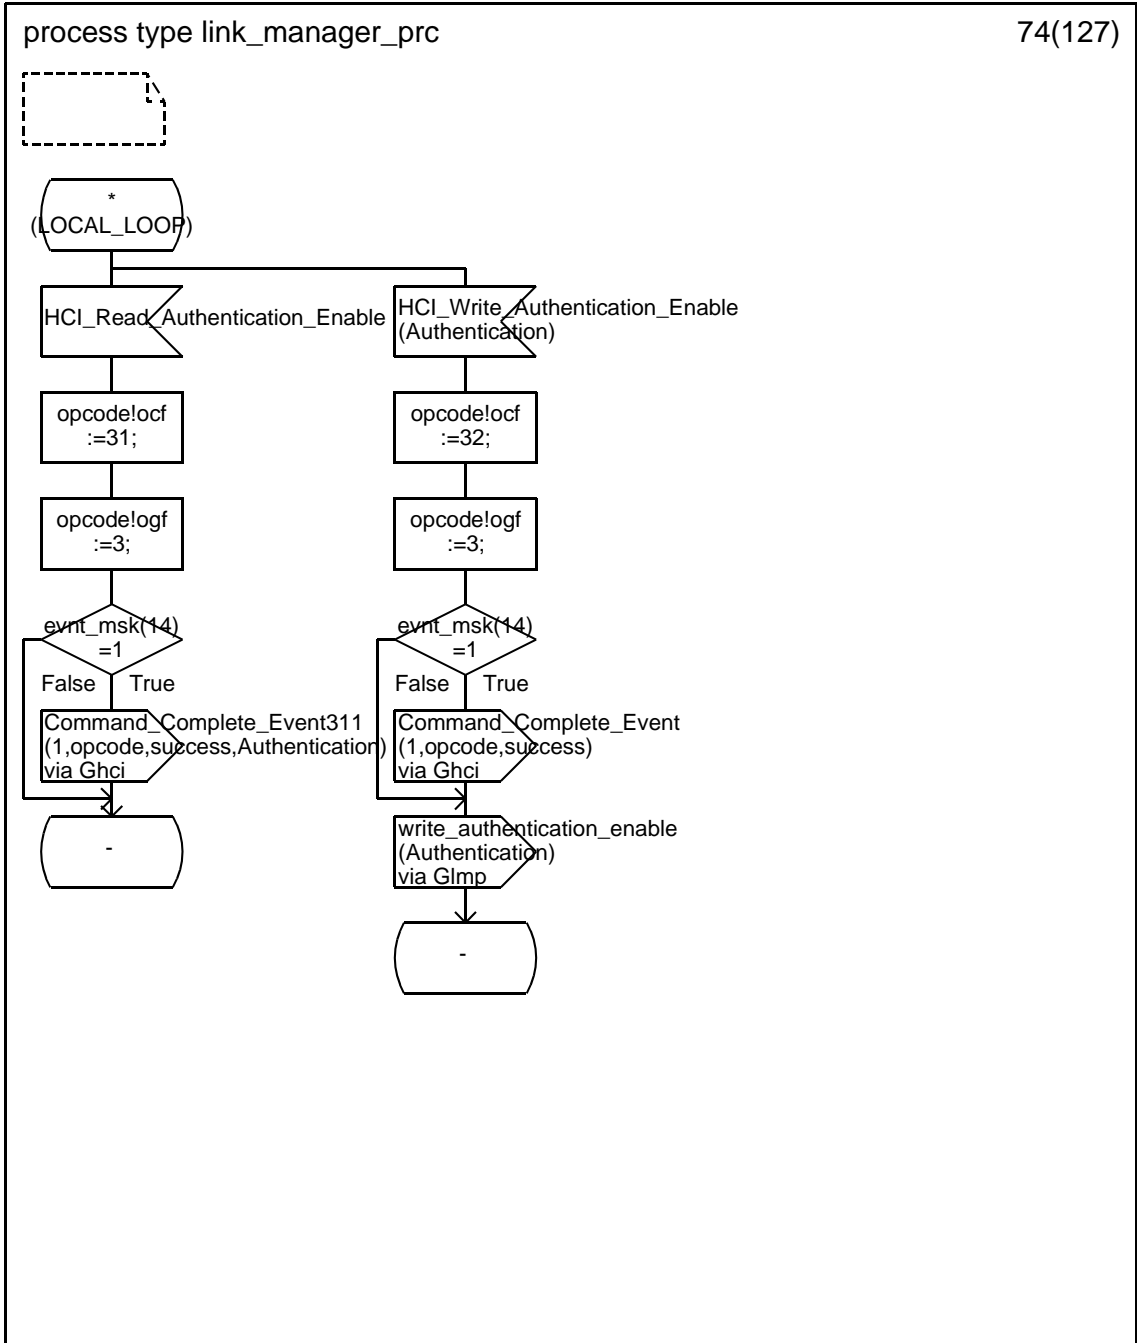 process type link_manager_prc
74(127)
*
(LOCAL_LOOP)
HCI_Read_Authentication_Enable
opcode!ocf
:=31;
opcode!ogf
:=3;
evnt_msk(14)
=1
False
True
Command_Complete_Event311
(1,opcode,success,Authentication)
via Ghci
-
HCI_Write_Authentication_Enable
(Authentication)
opcode!ocf
:=32;
opcode!ogf
:=3;
evnt_msk(14)
=1
False
True
Command_Complete_Event
(1,opcode,success)
via Ghci
write_authentication_enable
(Authentication)
via Glmp
-